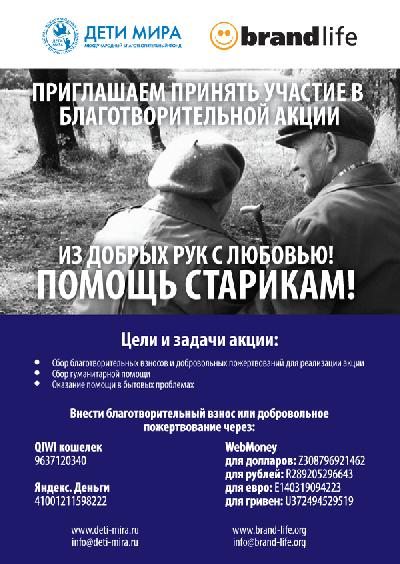 ДЕТИ МИРА
МЕЖДУНАРОДНЫЙ БЛАГОТВОРИТЕЛЬНЫЙ ФОНД
brandlife
ПРИГЛАШАЕМ ПРИНЯТЬ УЧАСТИЕ В
БЛАГОТВОРИТЕЛЬНОЙ АКЦИИ
ИЗ ДОБРЫХ РУК С ЛЮБОВЬЮ!
ПОМОЩЬ СТАРИКАМ!
Цели и задачи акции:
Сбор благотворительных взносов и добровольных пожертвований для реализации акции
Сбор гуманитарной помощи
Оказание помощи в бытовых проблемах
Внести благотворительный взнос или добровольное
пожертвование через:
QIWI кошелек
9637120340
Яндекс. Деньги
41001211598222
WebMoney
для долларов: Z308796921462
для рублей: R289205296643
для евро: E140319094223
для гривен: U372494529519
www.deti-mira.ru
info@deti-mira.ru
www.brand-life.org
info@brand-life.org